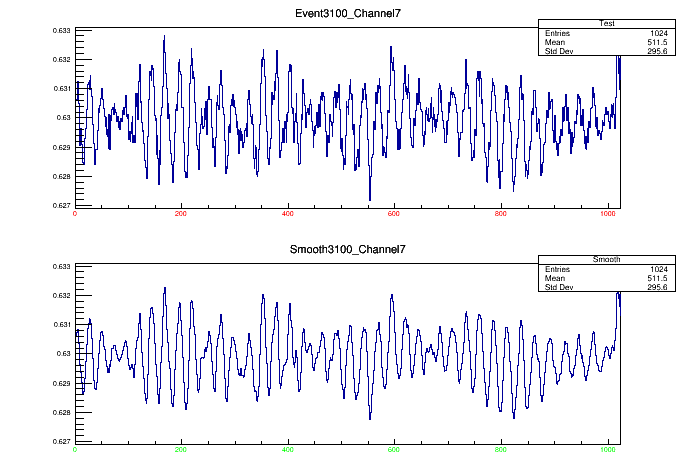 Event3100_Channel7
Test
Entries 1024
Mean 511.5
Std Dev 295.6
0.633
0.632
0.631
0.63
0.629
0.628
0.627
0 200 400 600 800 1000
Smooth3100_Channel7
Smooth
Entries 1024
Mean 511.5
Std Dev 295.6
0.633
0.632
0.631
0.63
0.629
0.628
0.627
0 200 400 600 800 1000